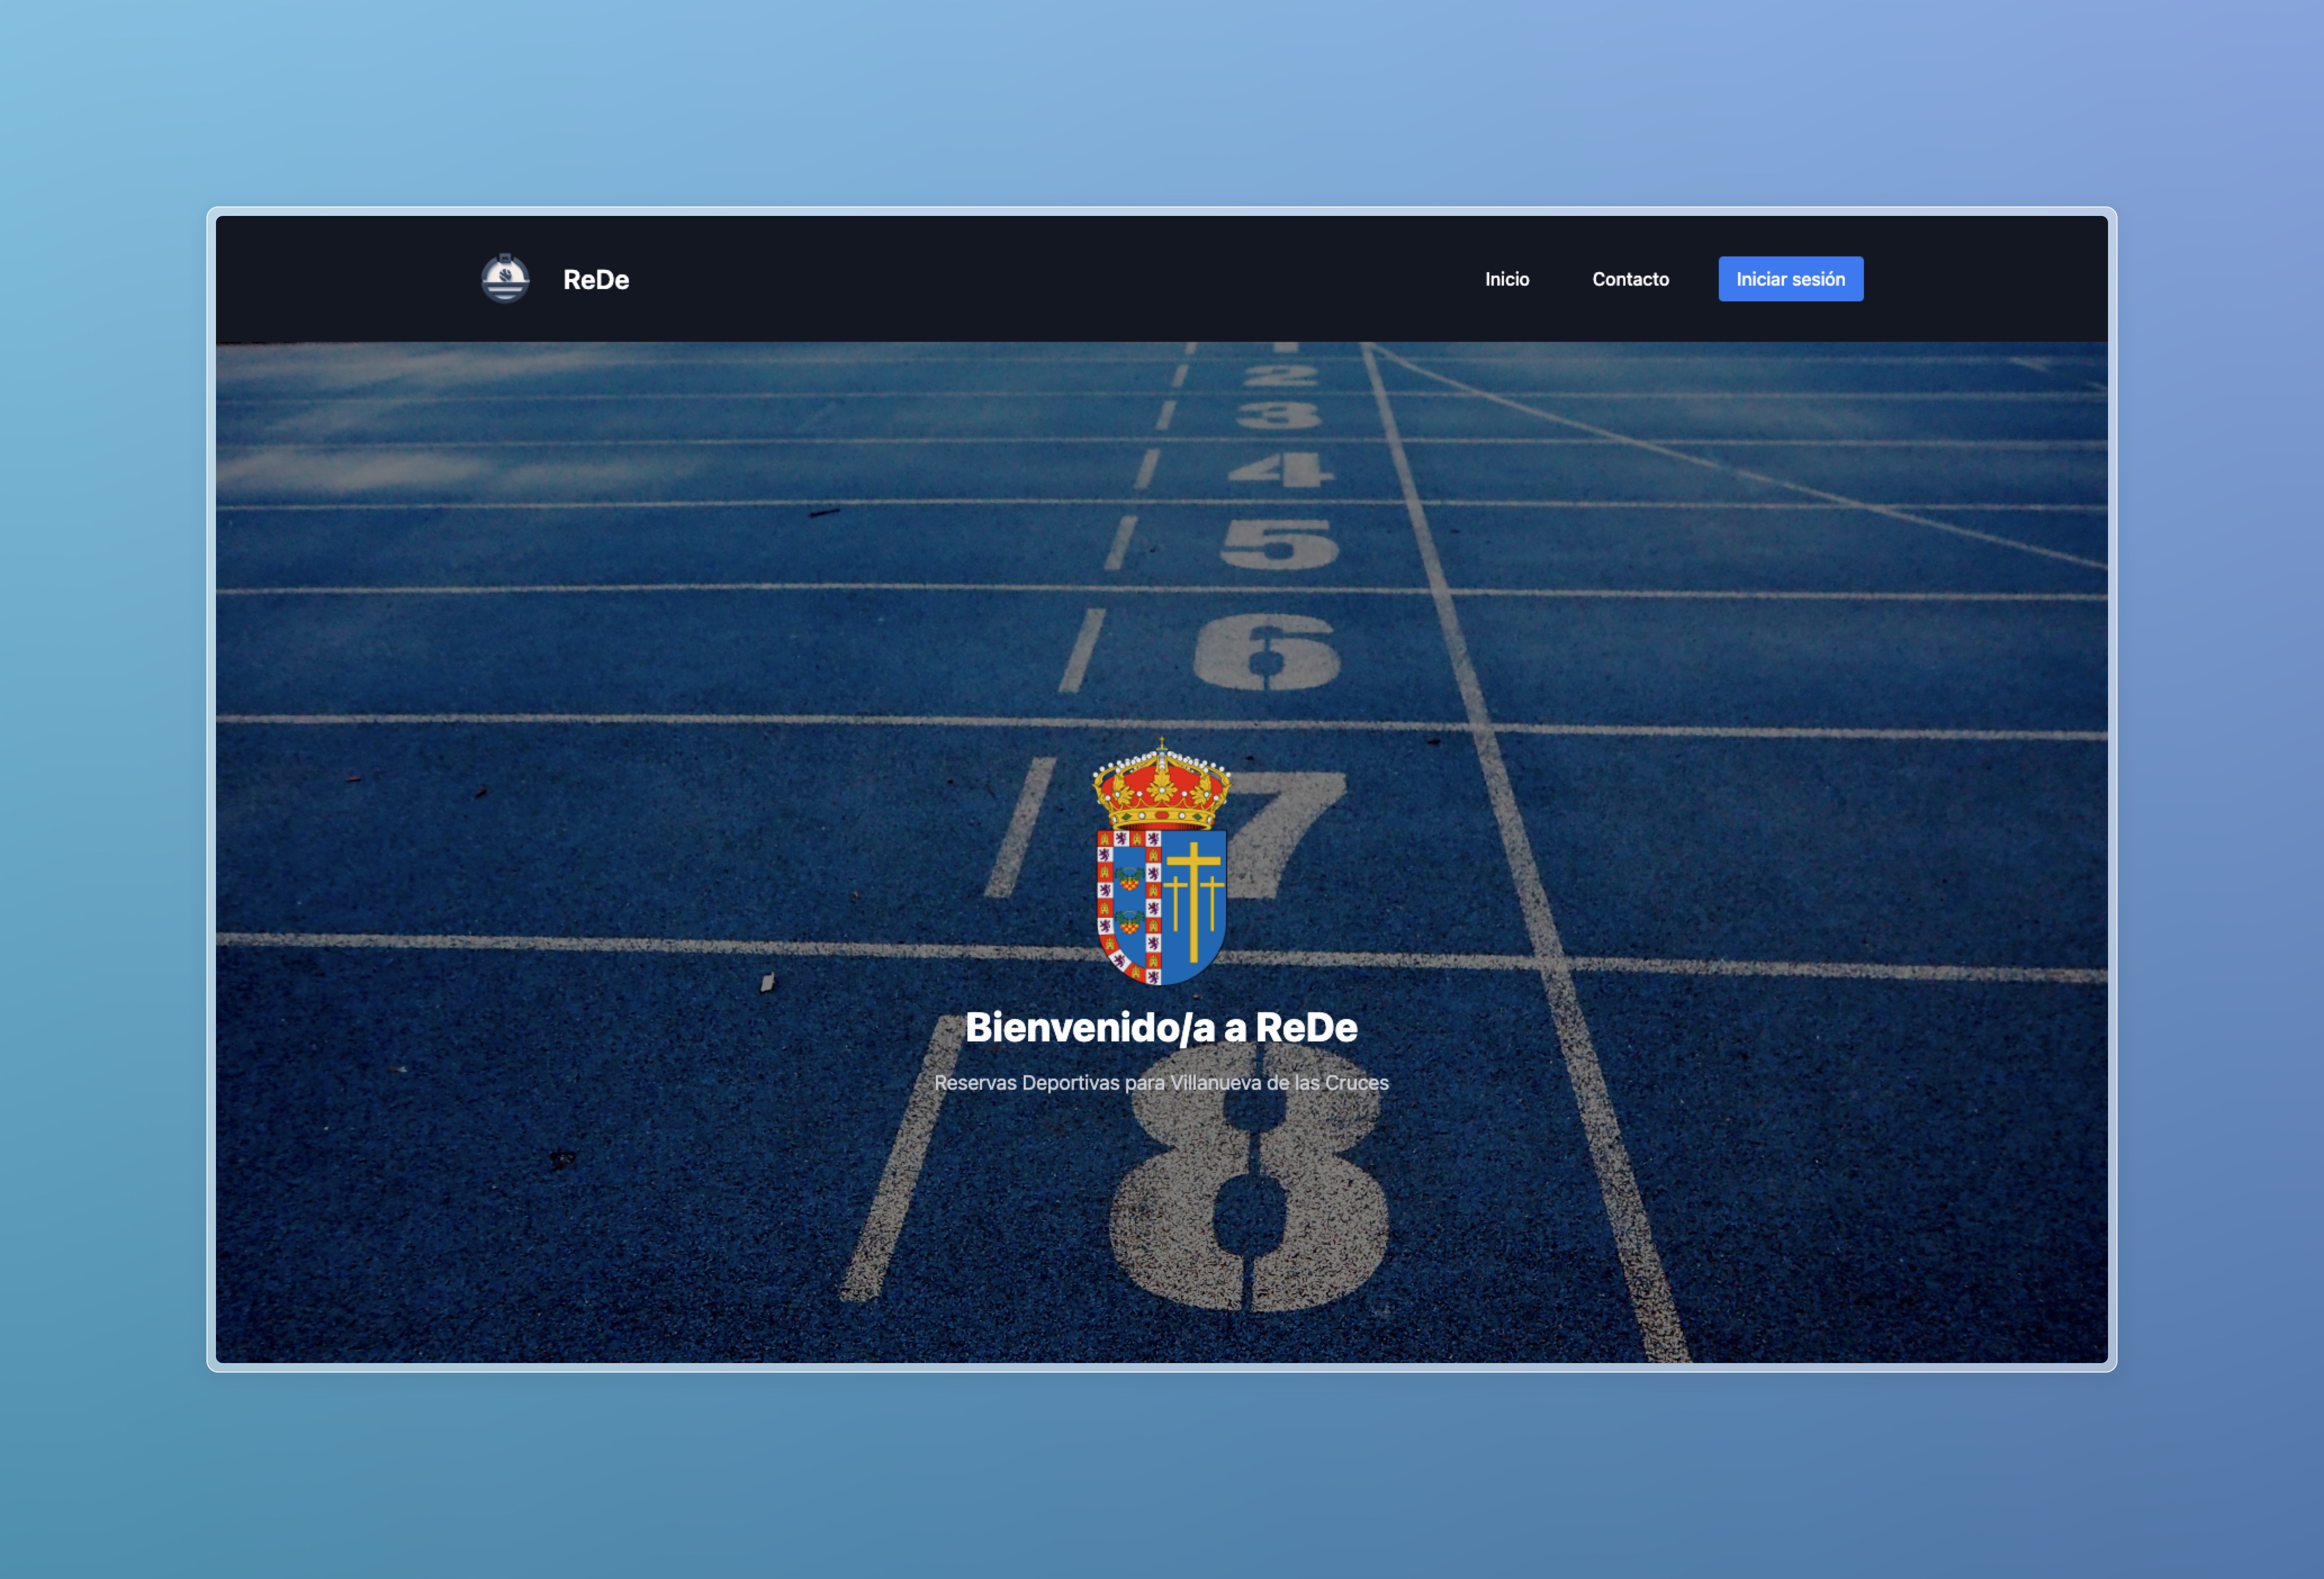 ReDe
Inicio
Contacto
Iniciar sesión
2
3
4
5
6
7
Bienvenido/a a ReDe
Reservas Deportivas para Villanueva de las Cruces
8